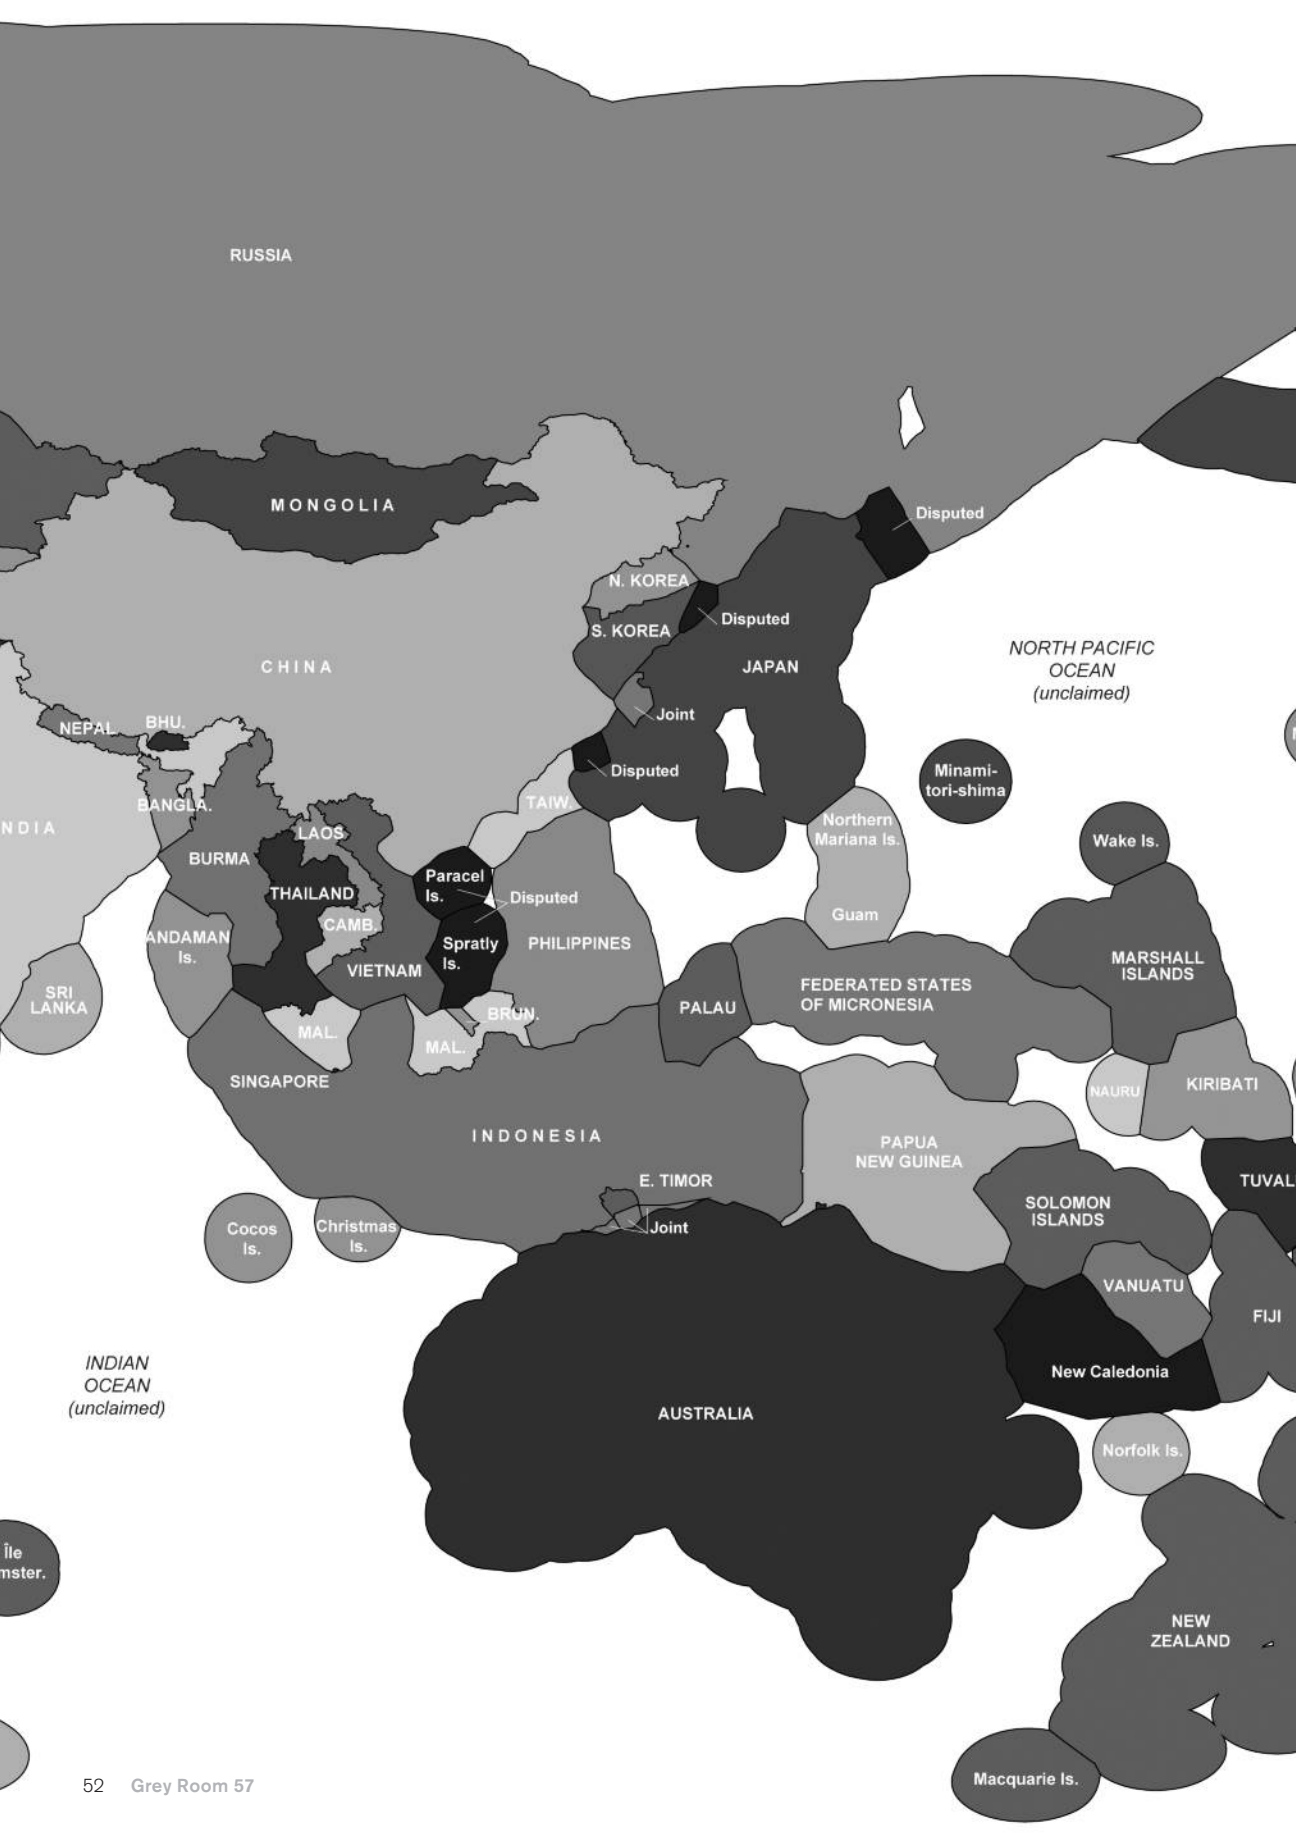 RUSSIA
MONGOLIA
Disputed
N. KOREA
Disputed
S. KOREA
JAPAN
NORTH PACIFIC
OCEAN
(unclaimed)
CHINA
Joint
NEPAL
BHU.
Disputed
Minami-
tori-shima
BANGLA.
TAIW.
NDIA
LAOS
Northern
Mariana Is.
Wake Is.
BURMA
THAILAND
Paracel
Is.
Disputed
CAMB.
Guam
ANDAMAN
Is.
Spratly
Is.
PHILIPPINES
VIETNAM
MARSHALL
ISLANDS
SRI
LANKA
PALAU
FEDERATED STATES
OF MICRONESIA
BRUN.
MAL.
MAL.
SINGAPORE
NAURU
KIRIBATI
INDONESIA
PAPUA
NEW GUINEA
E. TIMOR
TUVAL
Cocos
Is.
Christmas
Is.
Joint
SOLOMON
ISLANDS
VANUATU
FIJI
INDIAN
OCEAN
(unclaimed)
New Caledonia
AUSTRALIA
Norfolk Is.
Île
mster.
NEW
ZEALAND
Macquarie Is.
52 Grey Room 57